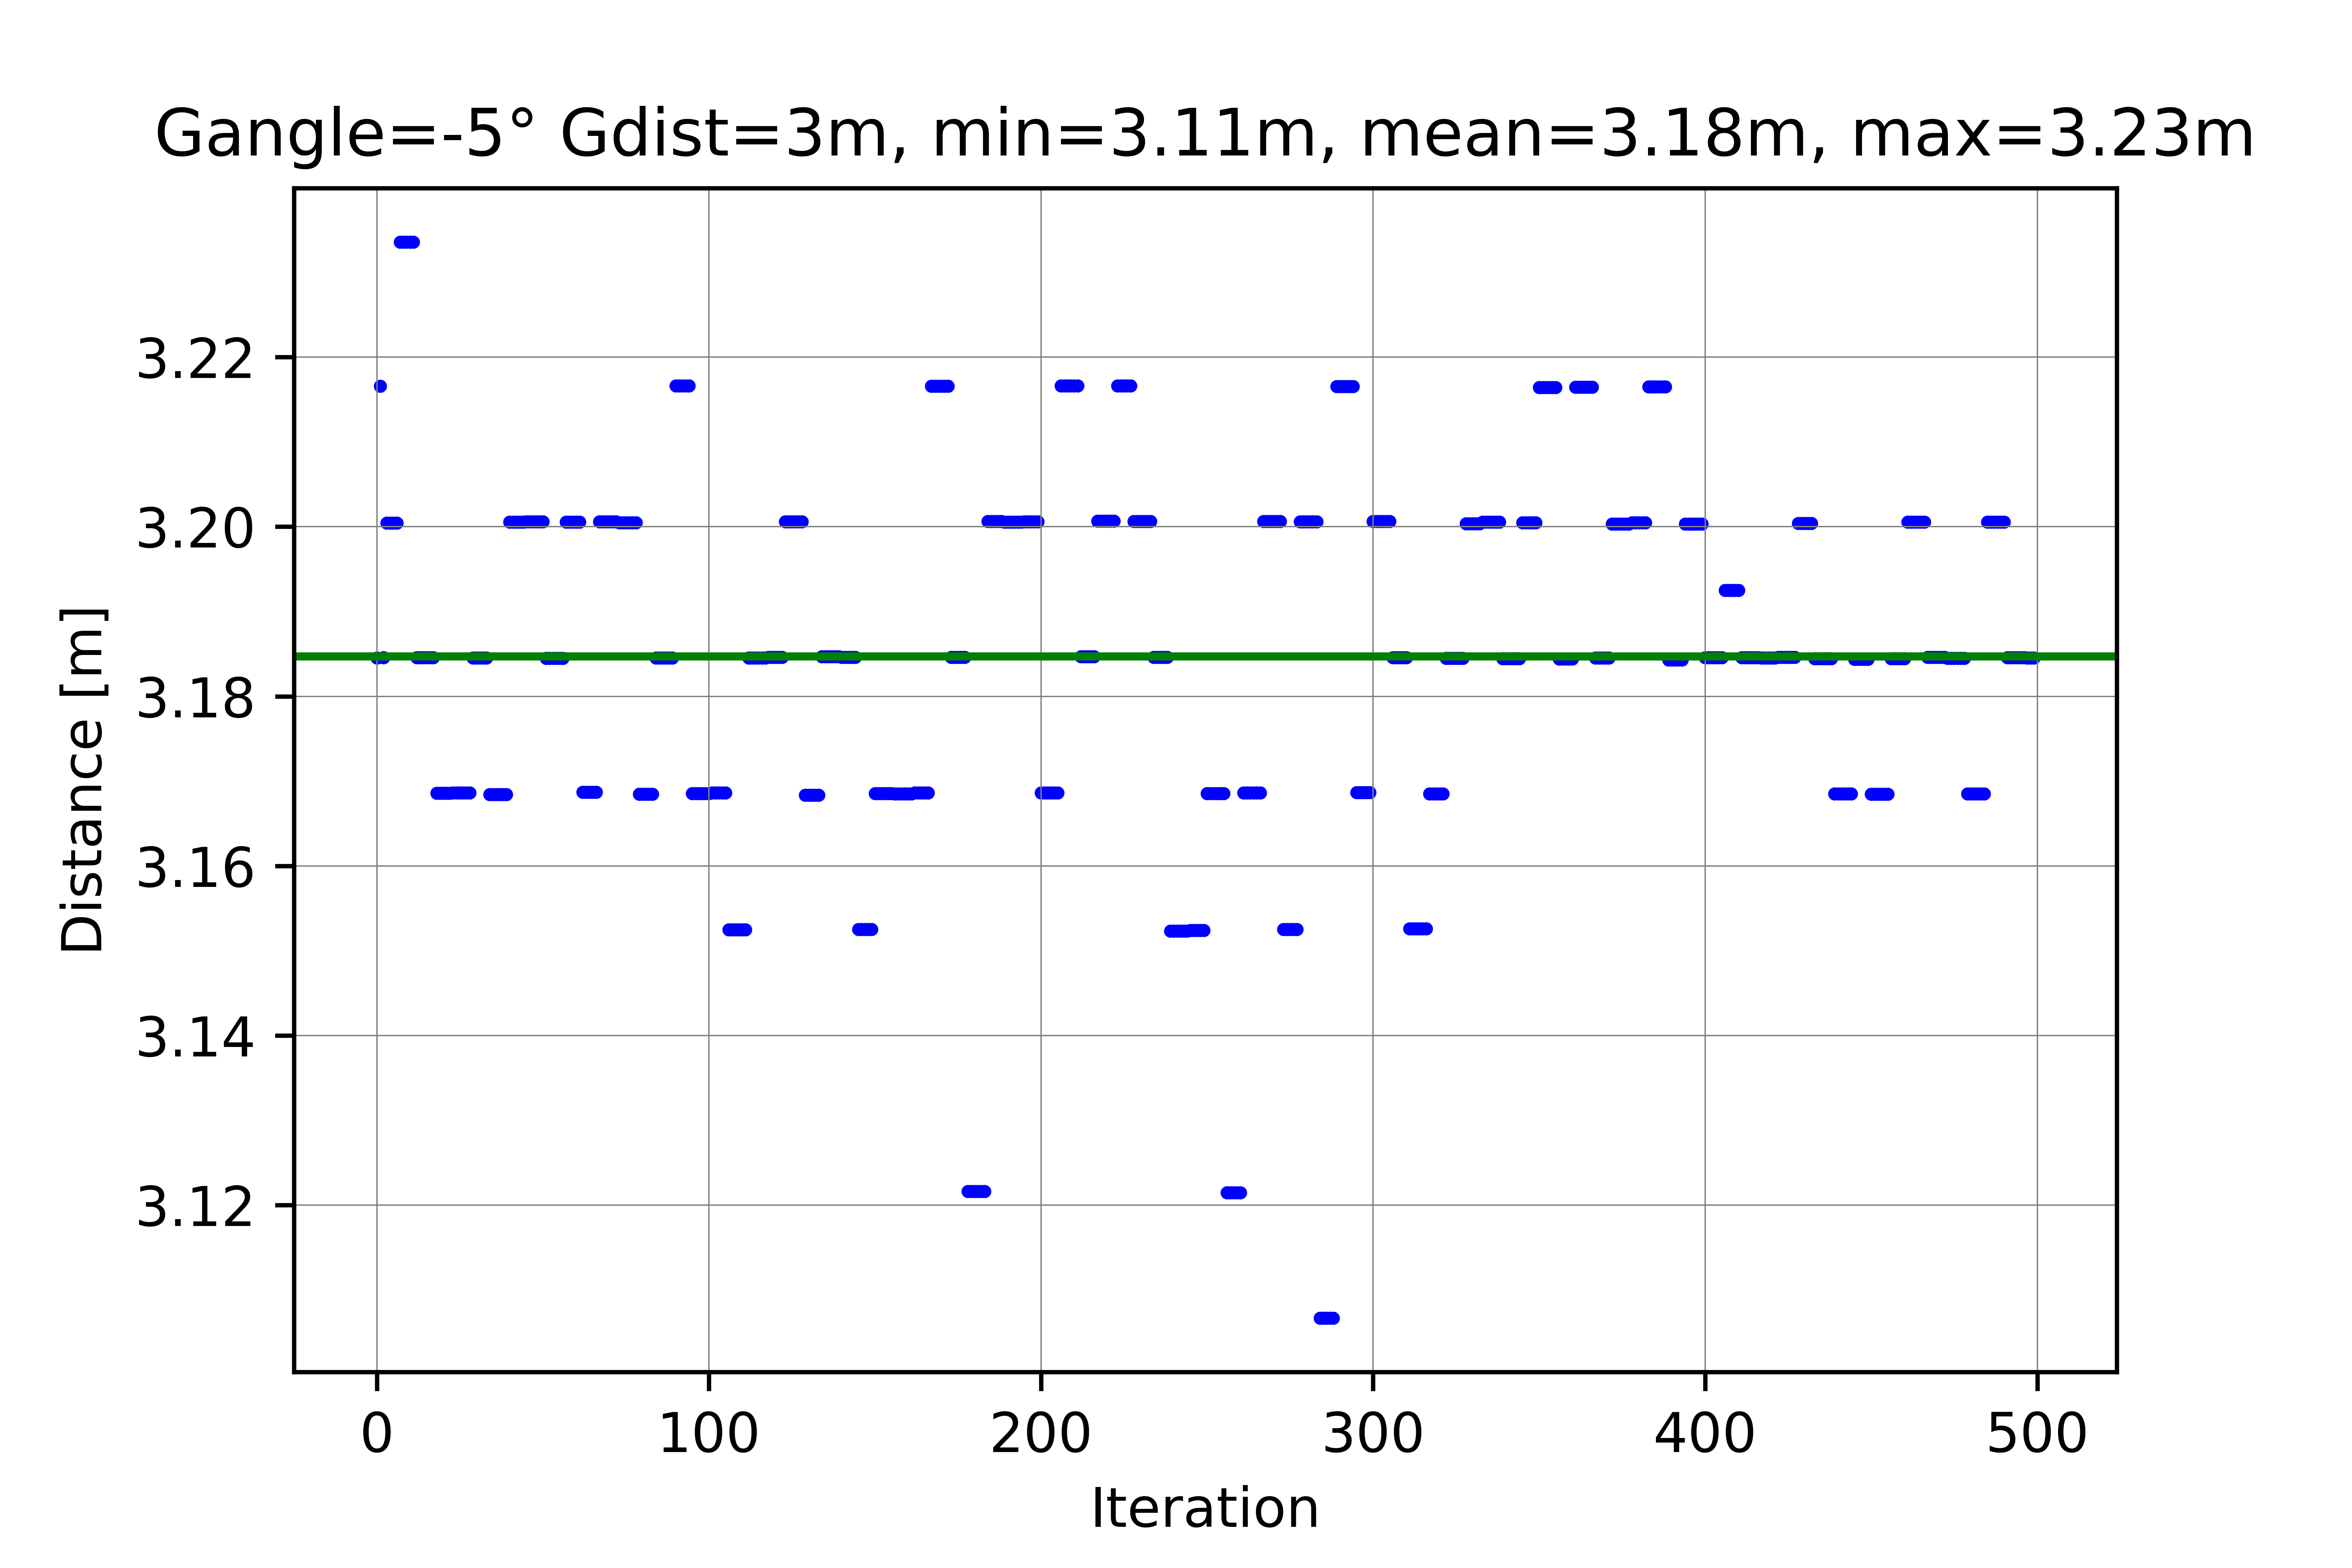 Gangle=-5° Gdist=3m, min=3.11m, mean=3.18m, max=3.23m
3.22
3.20
3.18
3.16
3.14
3.12
Distance [m]
0 100 200 300 400 500
Iteration